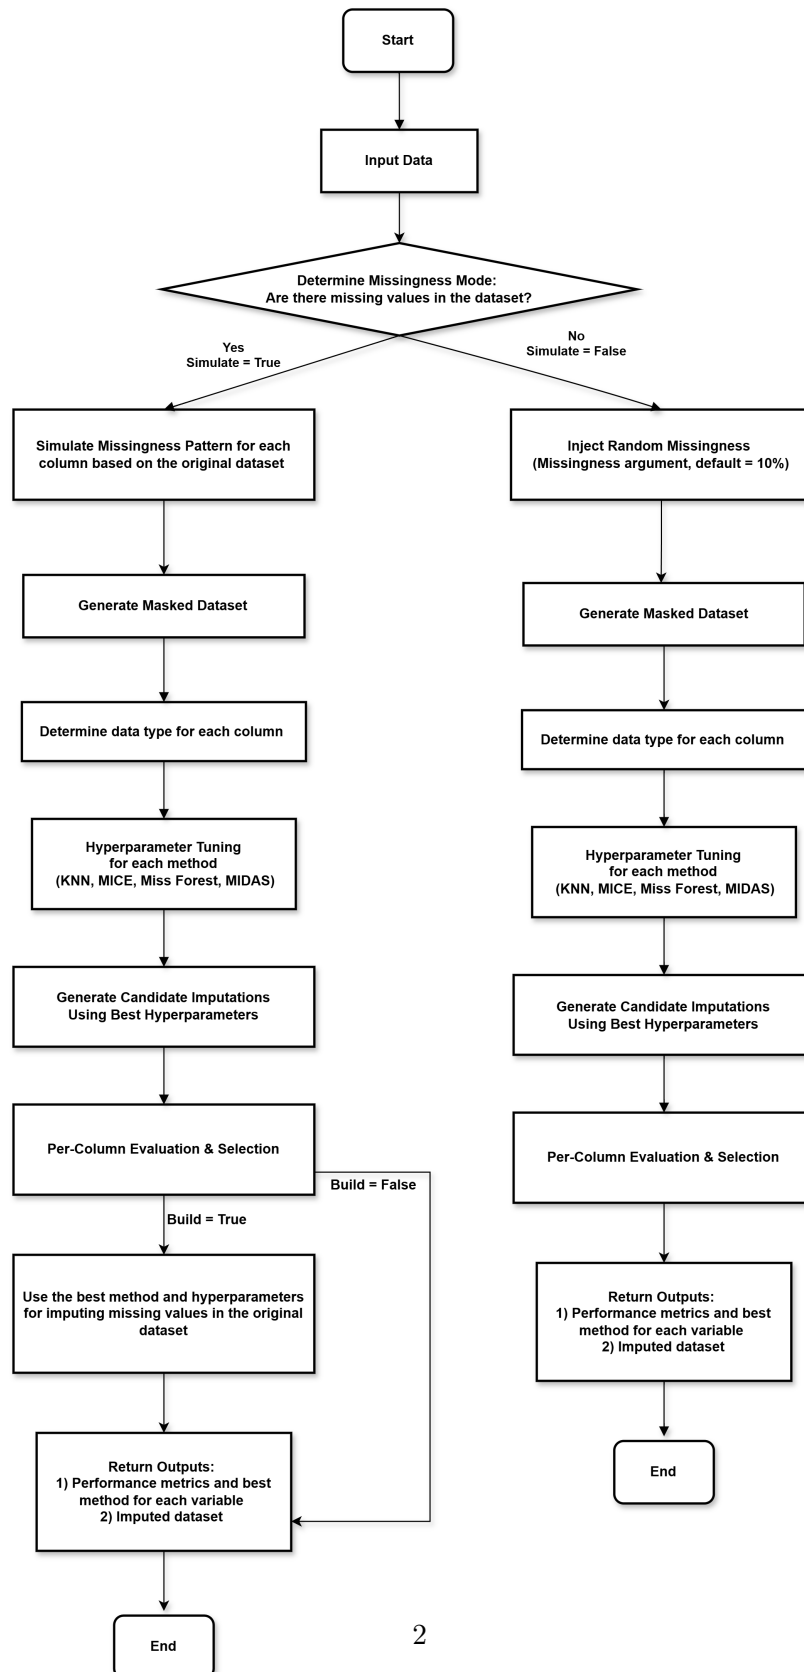 Start
Input Data
Determine Missingness Mode:
Are there missing values in the dataset?
Yes
Simulate = True
No
Simulate = False
Simulate Missingness Pattern for each
column based on the original dataset
Generate Masked Dataset
Determine data type for each column
Hyperparameter Tuning
for each method
(KNN, MICE, Miss Forest, MIDAS)
Generate Candidate Imputations
Using Best Hyperparameters
Per-Column Evaluation & Selection
Build = False
Build = True
Use the best method and hyperparameters
for imputing missing values in the original
dataset
Return Outputs:
1) Performance metrics and best
method for each variable
2) Imputed dataset
End
Inject Random Missingness
(Missingness argument, default = 10%)
Generate Masked Dataset
Determine data type for each column
Hyperparameter Tuning
for each method
(KNN, MICE, Miss Forest, MIDAS)
Generate Candidate Imputations
Using Best Hyperparameters
Per-Column Evaluation & Selection
Return Outputs:
1) Performance metrics and best
method for each variable
2) Imputed dataset
End
2